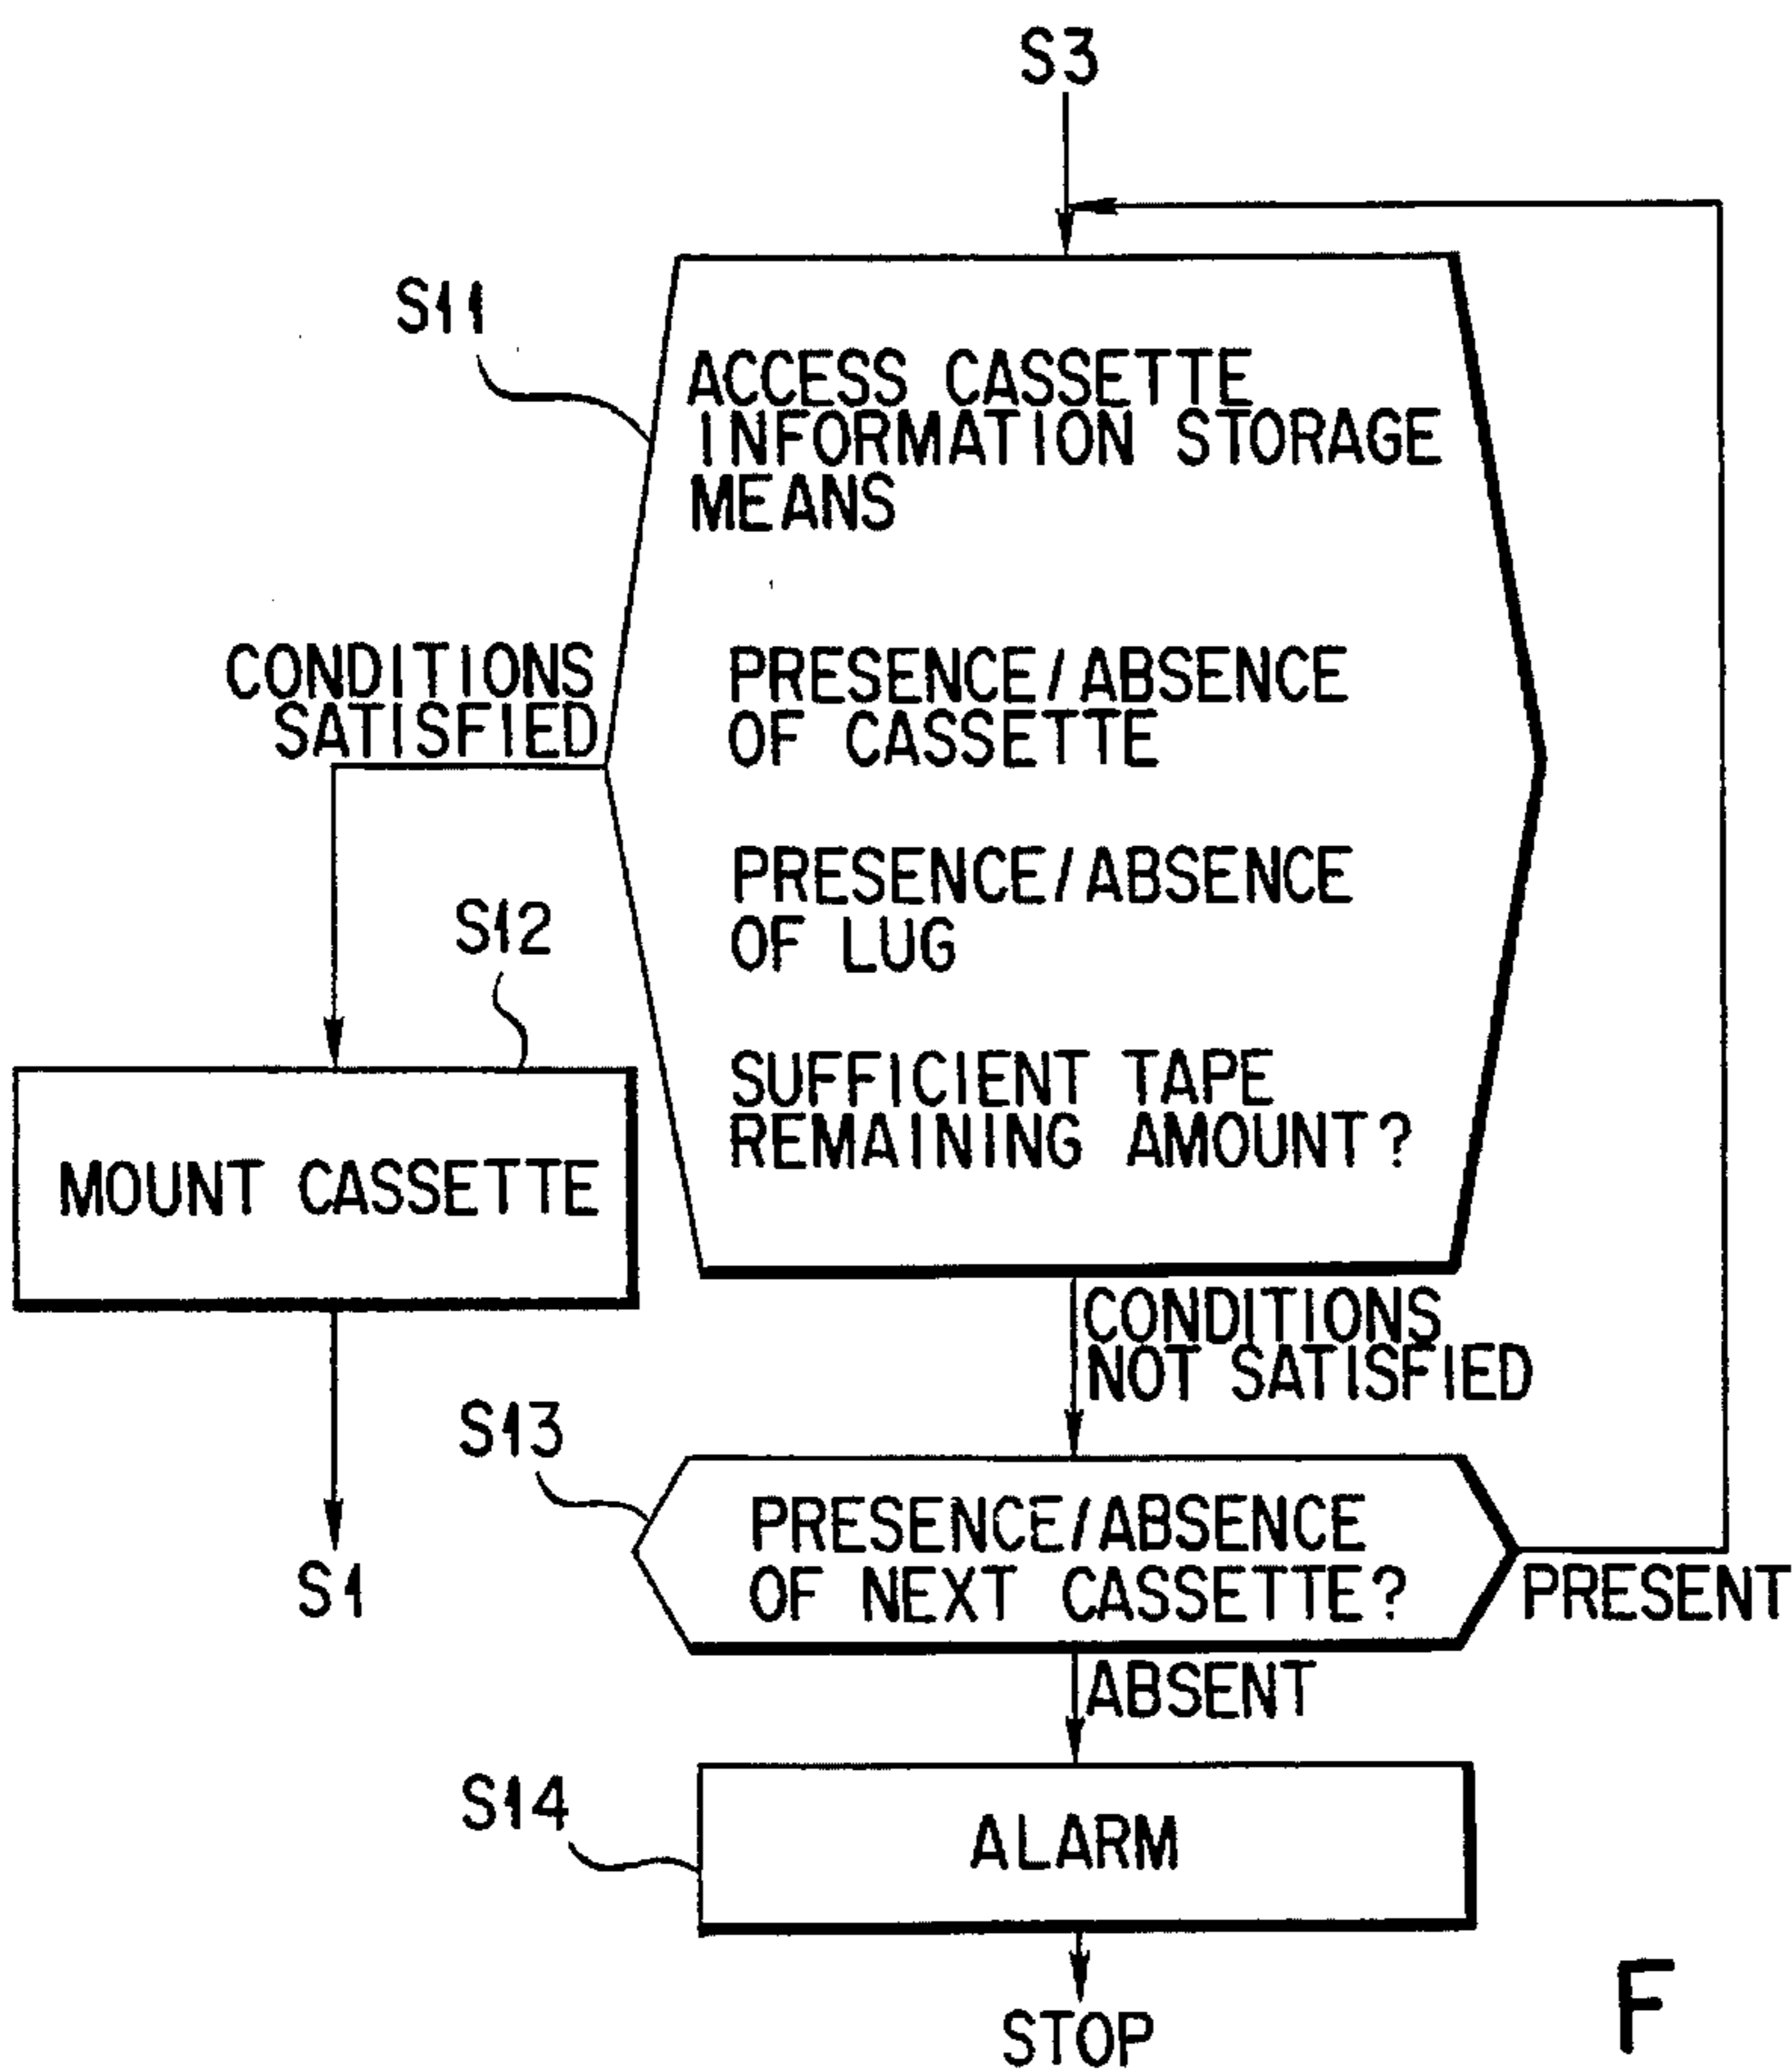 S3
S11
ACCESS CASSETTE
INFORMATION STORAGE
MEANS
CONDITIONS
SATISFIED
PRESENCE/ABSENCE
OF CASSETTE
PRESENCE/ABSENCE
OF LUG
S12
SUFFICIENT TAPE
REMAINING AMOUNT?
MOUNT CASSETTE
CONDITIONS
NOT SATISFIED
S13
PRESENCE/ABSENCE
OF NEXT CASSETTE?
PRESENT
S1
ABSENT
S14
ALARM
STOP
F